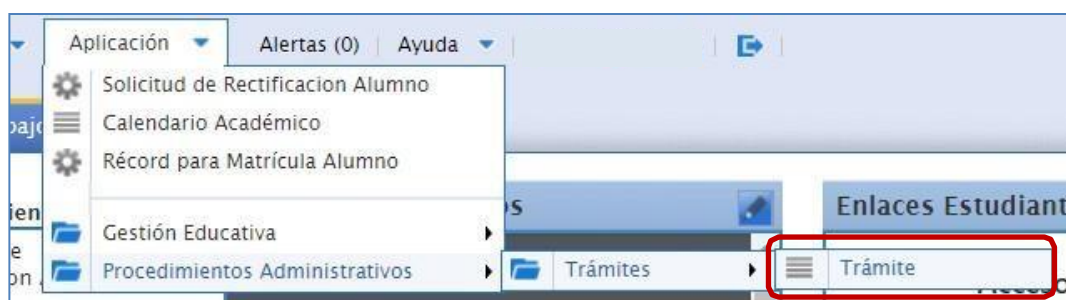 Aplicación Alertas (0) Ayuda
Solicitud de Rectificacion Alumno
Calendario Académico
Récord para Matrícula Alumno
Enlaces Estudiant
Gestión Educativa
Procedimientos Administrativos Trámites Trámite